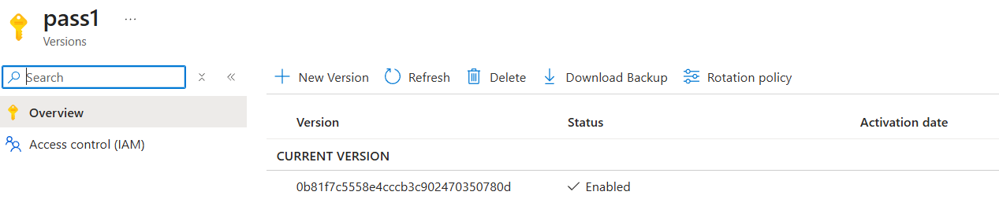 pass1 ...
Versions
Search
New Version Refresh Delete Download Backup Rotation policy
Overview
Access control (IAM)
Version Status Activation date
CURRENT VERSION
0b81f7c5558e4cccb3c902470350780d Enabled